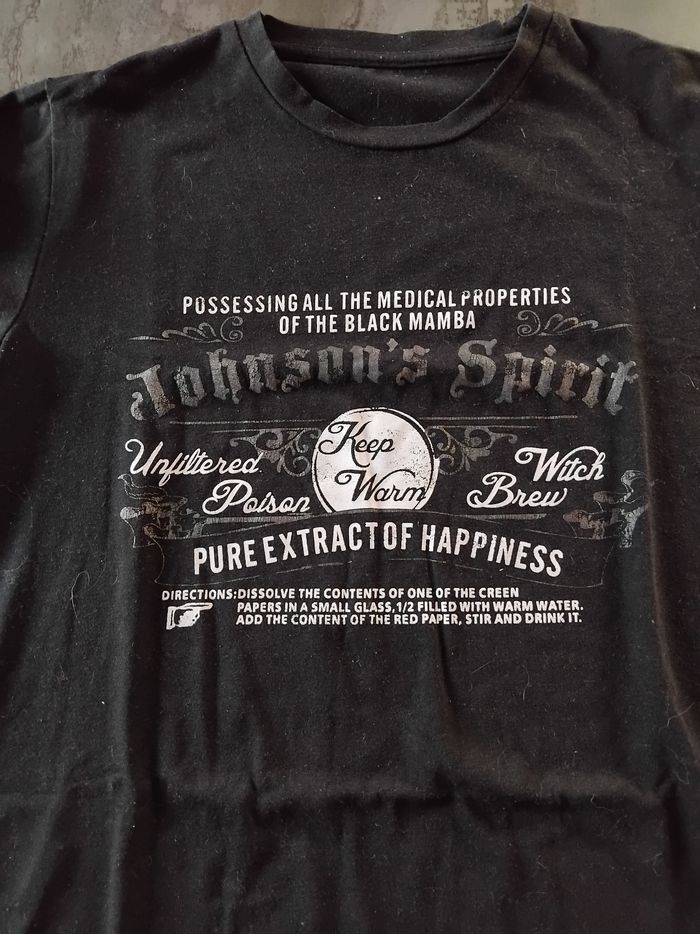 POSSESSING ALL THE MEDICAL PROPERTIES
OF THE BLACK MAMBA
Johnson's Spirit
Keep
Warm
Unfiltered
Poison
Witch
Brew
PURE EXTRACT OF HAPPINESS
DIRECTIONS:DISSOLVE THE CONTENTS OF ONE OF THE CREEN
PAPERS IN A SMALL GLASS,1/2 FILLED WITH WARM WATER.
ADD THE CONTENT OF THE RED PAPER, STIR AND DRINK IT.